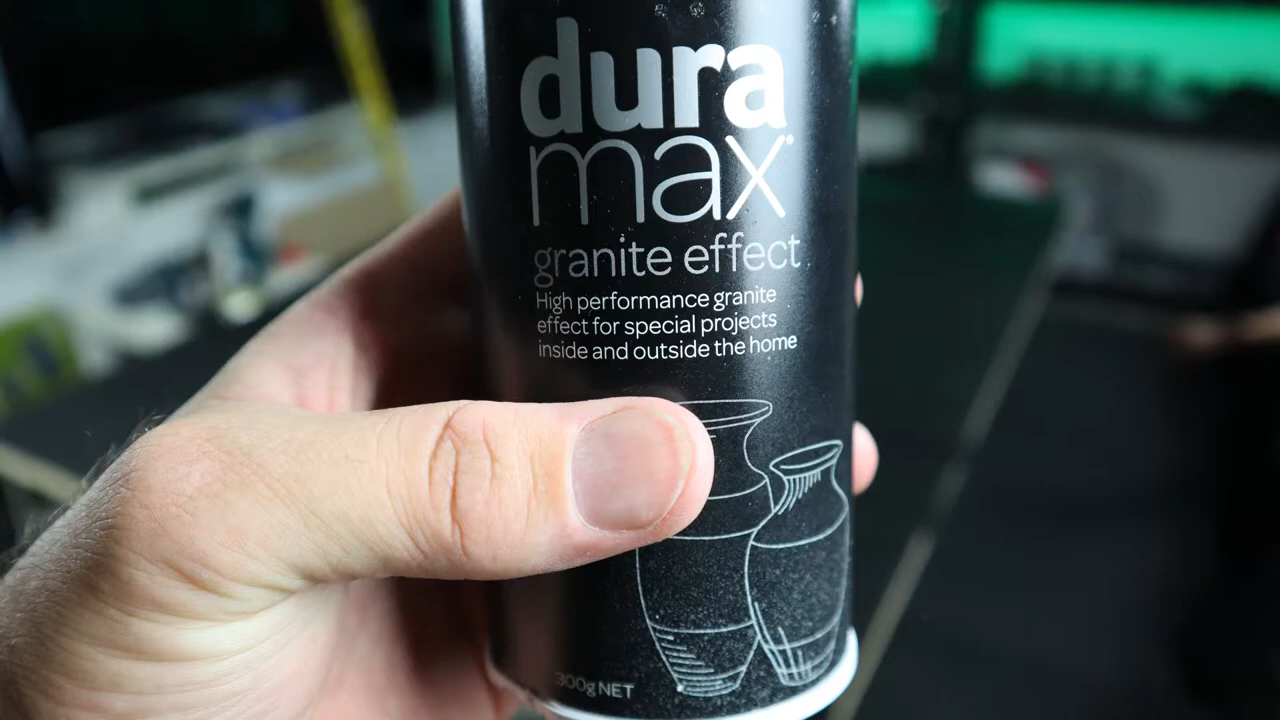 dura
max®
granite effect
High performance granite
effect for special projects
inside and outside the home
300g NET